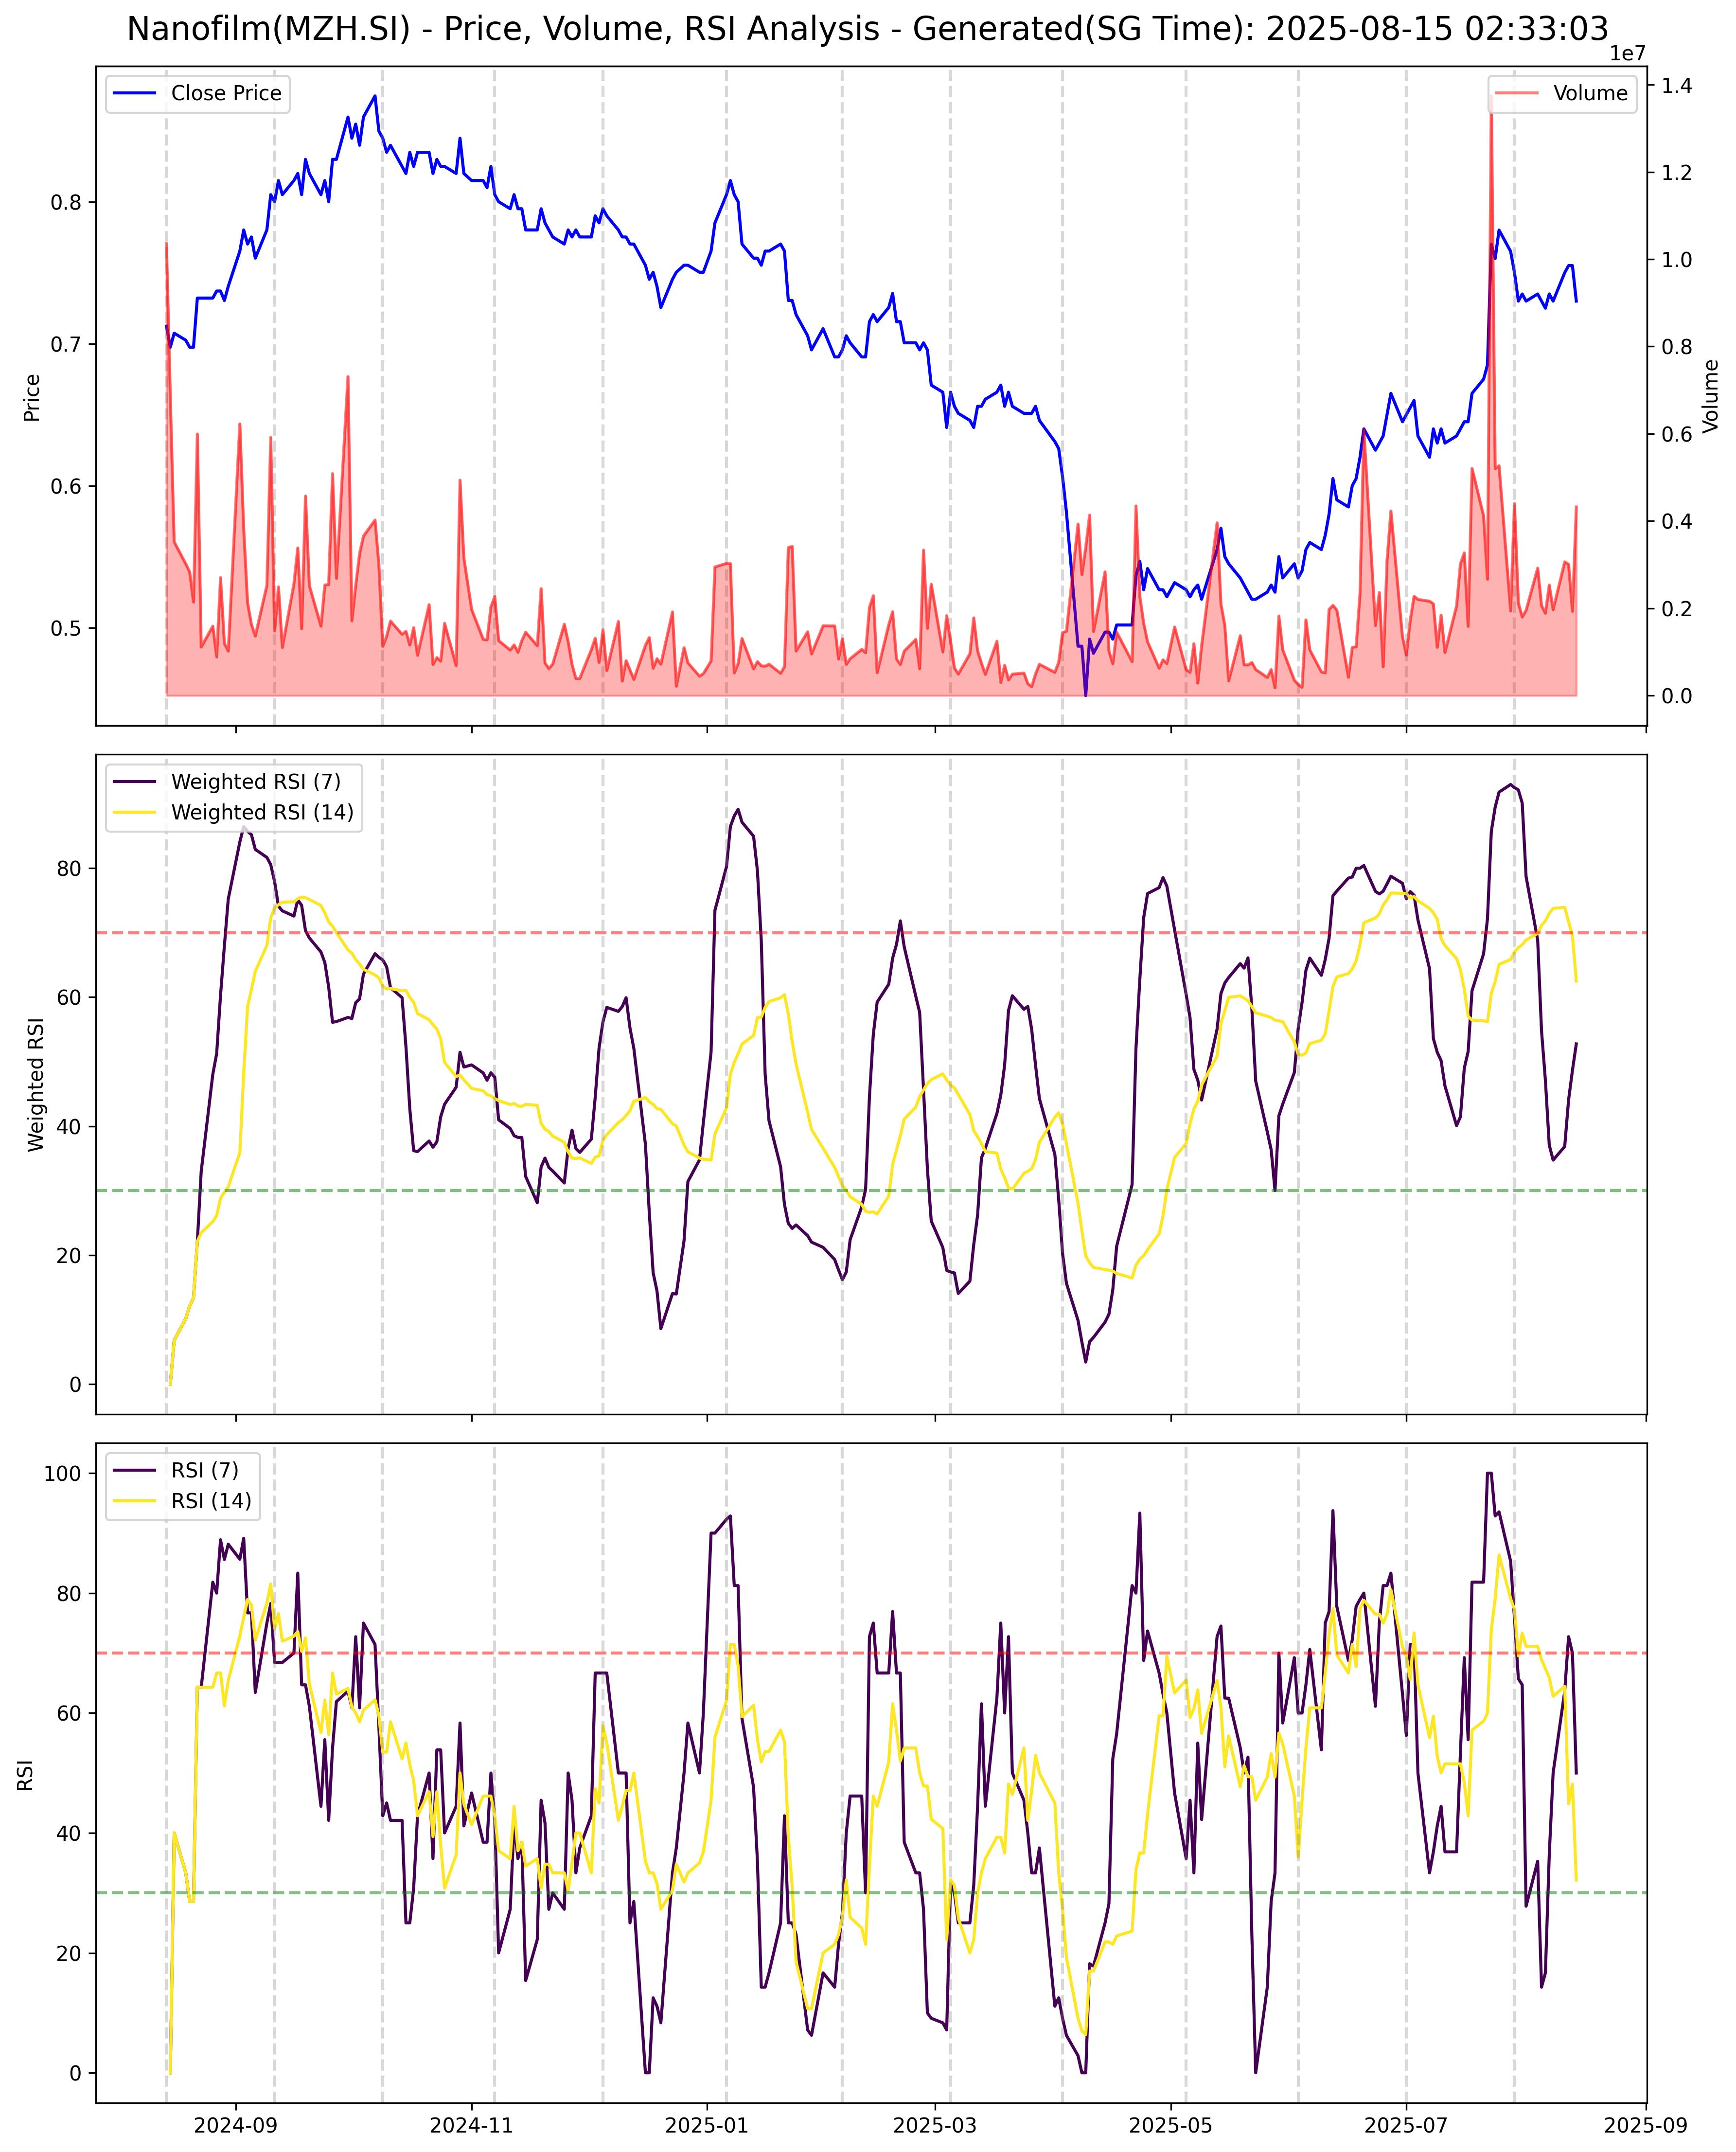 Nanofilm(MZH.SI) - Price, Volume, RSI Analysis - Generated(SG Time): 2025-08-15 02:33:03
1e7
Close Price
Volume
1.4
1.2
1.0
0.8
0.6
0.4
0.2
0.0
0.8
0.7
0.6
0.5
Price
Volume
Weighted RSI (7)
Weighted RSI (14)
80
60
40
20
0
Weighted RSI
RSI (7)
RSI (14)
100
80
60
40
20
0
RSI
2024-09
2024-11
2025-01
2025-03
2025-05
2025-07
2025-09